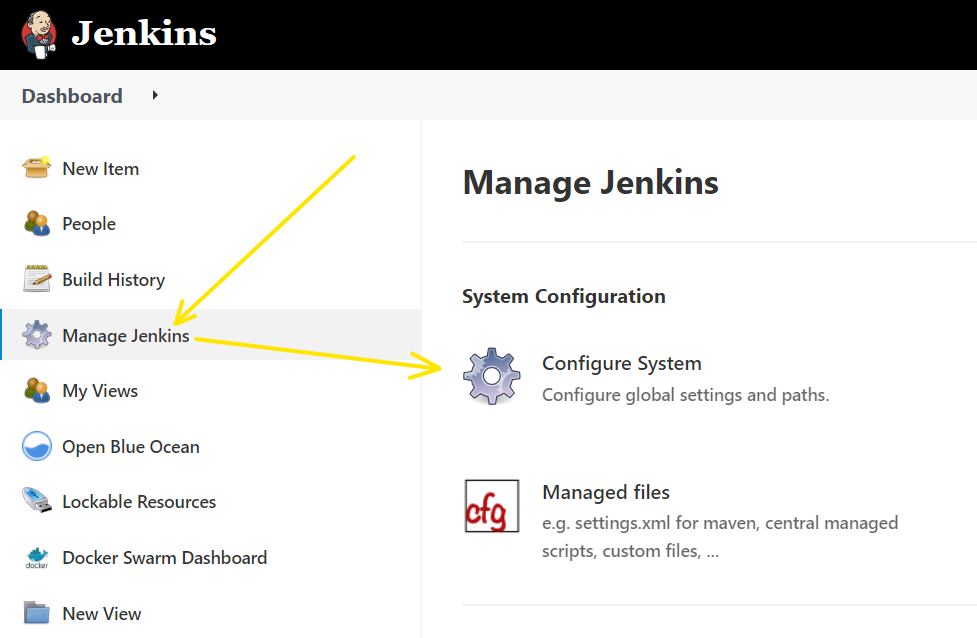 Jenkins
Dashboard
New Item
People
Build History
Manage Jenkins
My Views
Open Blue Ocean
Lockable Resources
docker
Docker Swarm Dashboard
New View
Manage Jenkins
System Configuration
Configure System
Configure global settings and paths.
cfg
Managed files
e.g. settings.xml for maven, central managed
scripts, custom files, ...